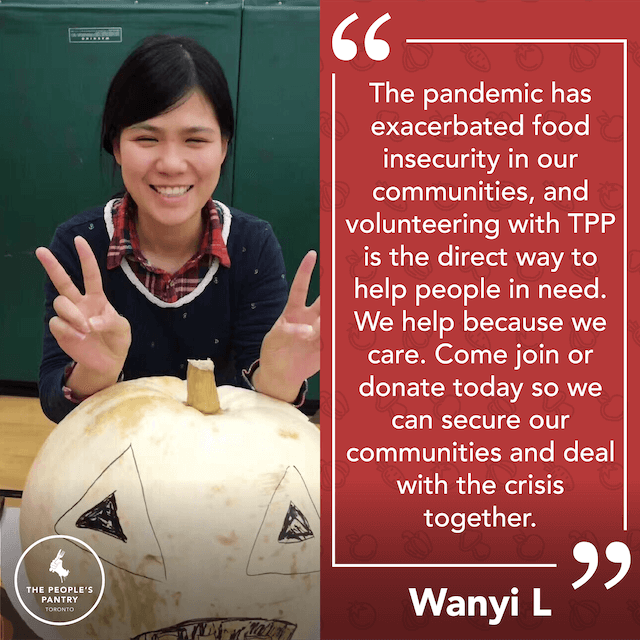 “
The pandemic has
exacerbated food
insecurity in our
communities, and
volunteering with TPP
is the direct way to
help people in need.
We help because we
care. Come join or
donate today so we
can secure our
communities and deal
with the crisis
together.
”
Wanyi L
THE PEOPLE'S
PANTRY
TORONTO